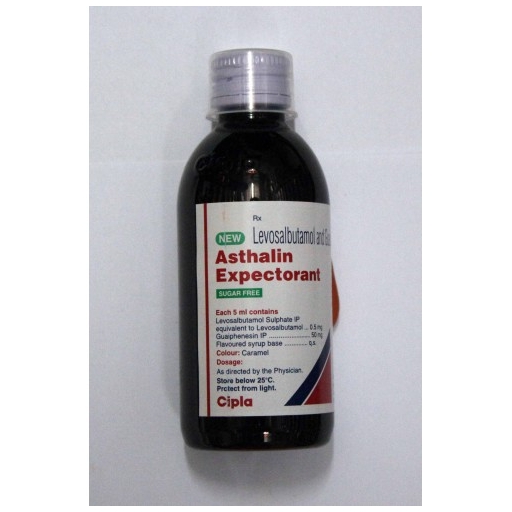 Rx
NEW Levosalbutamol and
Asthalin
Expectorant
SUGAR FREE
Each 5 ml contains
Levosalbutamol Sulphate IP
equivalent to Levosalbutamol .. 0.5 mg
Guaiphenesin IP ........................ 50 mg
Flavoured syrup base ............. q.s.
Colour: Caramel
Dosage:
As directed by the Physician.
Store below 25°C.
Protect from light.
Cipla